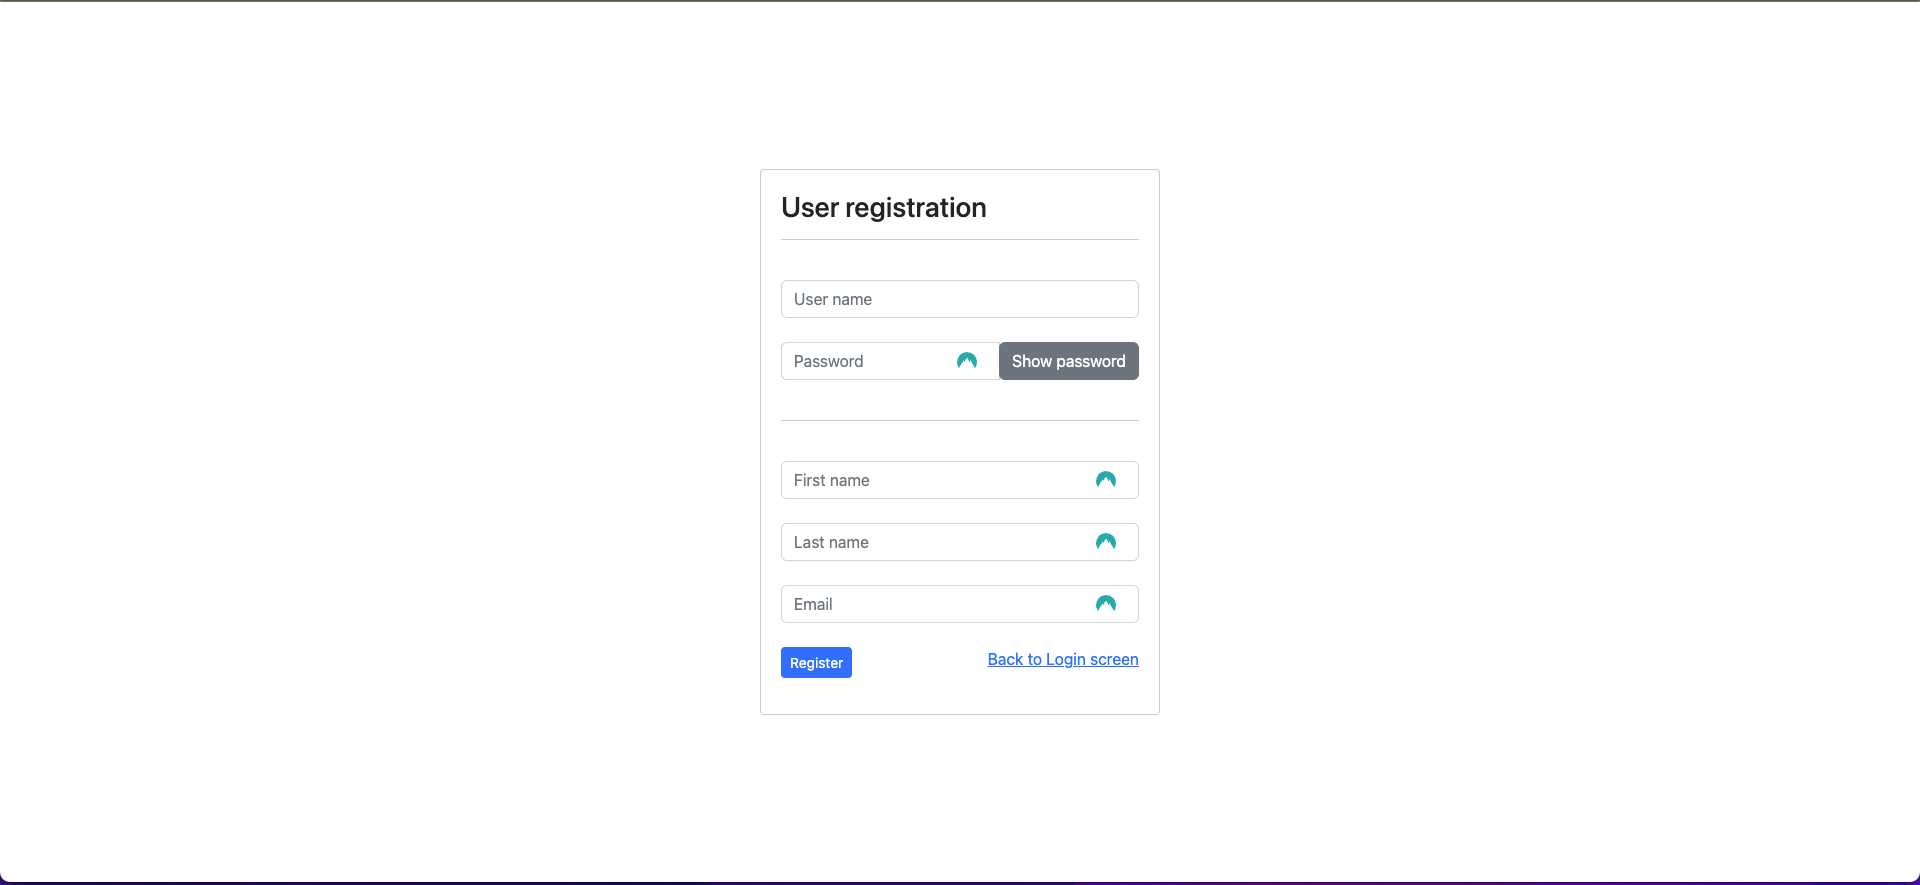 User registration
User name
Password
Show password
First name
Last name
Email
Register
Back to Login screen